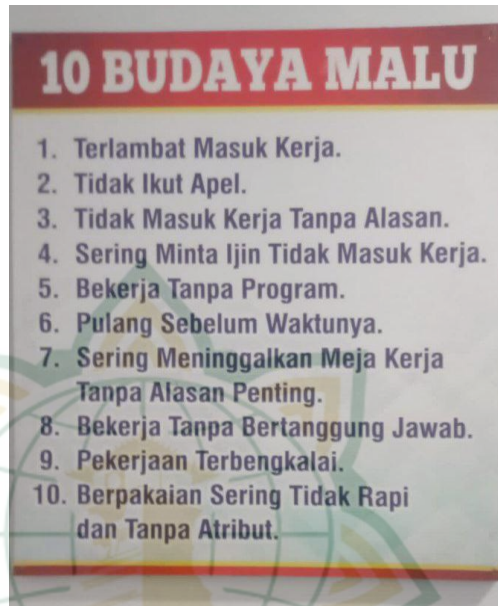 10 BUDAYA MALU
1. Terlambat Masuk Kerja.
2. Tidak Ikut Apel.
3. Tidak Masuk Kerja Tanpa Alasan.
4. Sering Minta Ijin Tidak Masuk Kerja.
5. Bekerja Tanpa Program.
6. Pulang Sebelum Waktunya.
7. Sering Meninggalkan Meja Kerja
Tanpa Alasan Penting.
8. Bekerja Tanpa Bertanggung Jawab.
9. Pekerjaan Terbengkalai.
10. Berpakaian Sering Tidak Rapi
dan Tanpa Atribut.